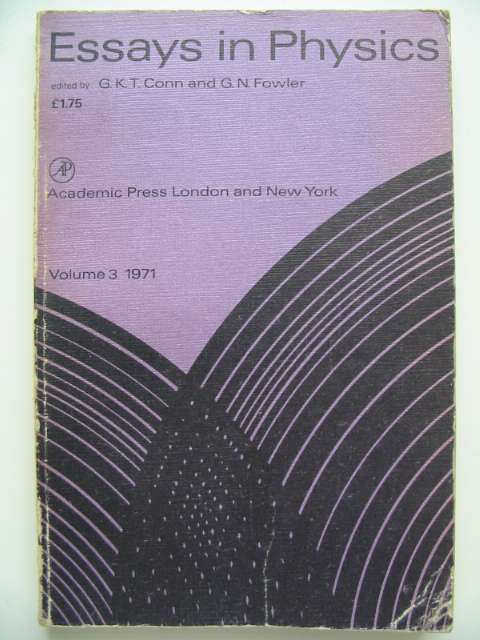 Essays in Physics
edited by: G.K.T. Conn and G.N. Fowler
£1.75
AP
Academic Press London and New York
Volume 3 1971